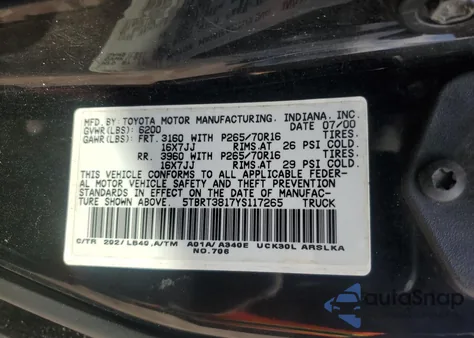 MFD. BY: TOYOTA MOTOR MANUFACTURING, INDIANA, INC.
GVWR(LBS): 6200 DATE 07/00
GAWR(LBS): FRT. 3160 WITH P265/70R16 TIRES.
16X7JJ RIMS.AT 26 PSI COLD.
RR. 3960 WITH P265/70R16 TIRES.
16X7JJ RIMS.AT 29 PSI COLD.
THIS VEHICLE CONFORMS TO ALL APPLICABLE FEDER-
AL MOTOR VEHICLE SAFETY, BUMPER, AND THEFT PREVENTION
STANDARDS IN EFFECT ON THE DATE OF MANUFAC-
TURE SHOWN ABOVE. 5TBRT3817YS117265 TRUCK
C/TR 202/LB40,A/TM A01A/A340E UCK30L ARSLKA
NO.706
AutoSnap